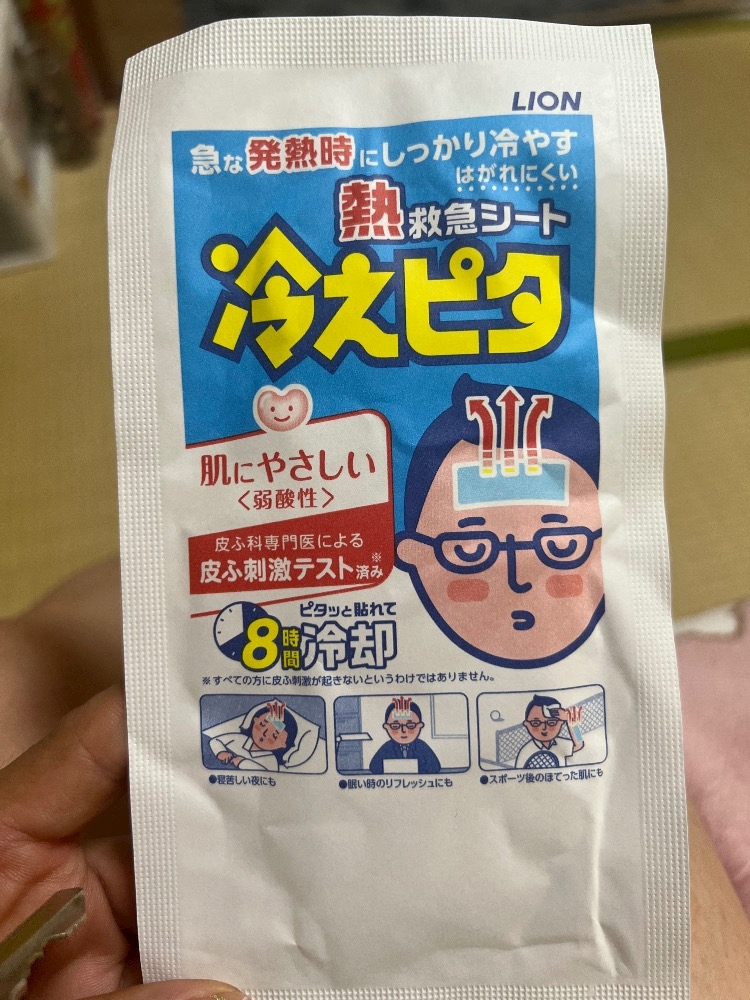 LION
急な発熱時にしっかり冷やす
はがれにくい
熱救急シート
冷えピタ
肌にやさしい
〈弱酸性〉
皮ふ科専門医による
皮ふ刺激テスト済み※
ピタッと貼れて
8時間冷却
※すべての方に皮ふ刺激が起きないというわけではありません。
●寝苦しい夜にも
●眠い時のリフレッシュにも
●スポーツ後のほてった肌にも